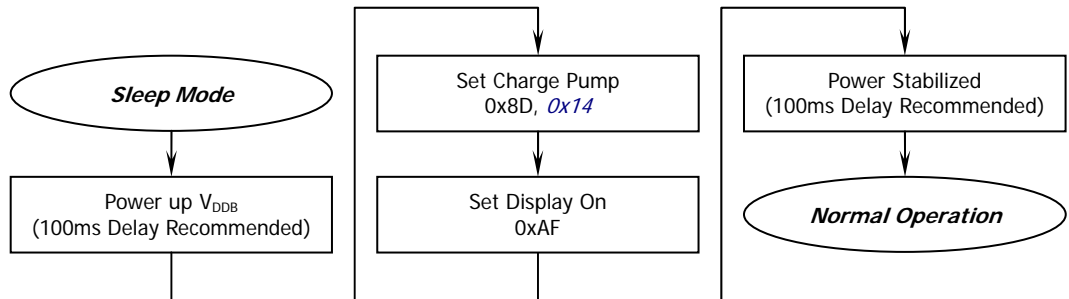 Sleep Mode
Power up VDDB
(100ms Delay Recommended)
Set Charge Pump
0x8D, 0x14
Set Display On
0xAF
Power Stabilized
(100ms Delay Recommended)
Normal Operation